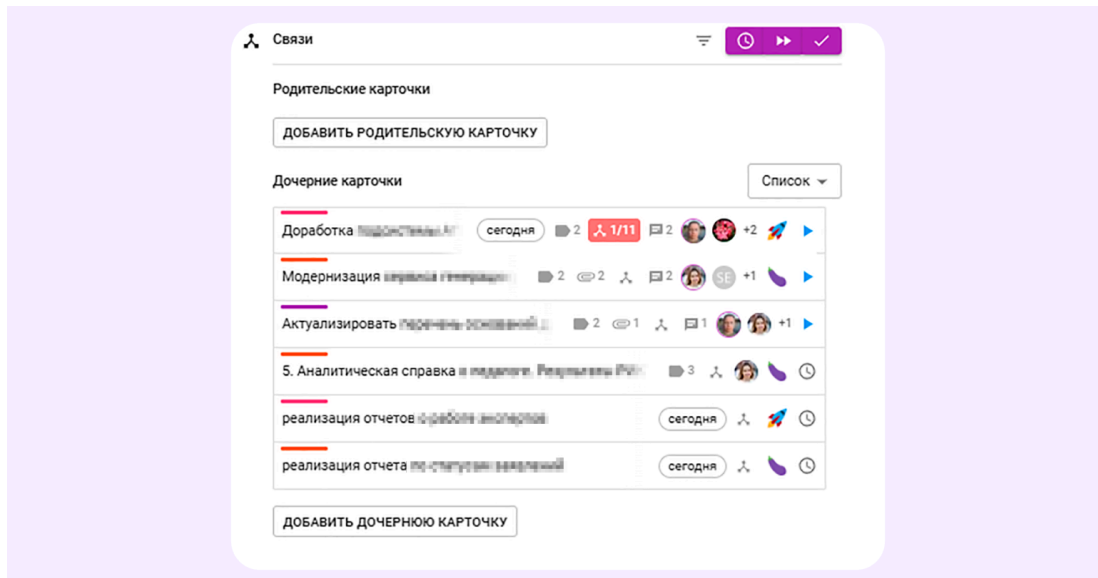 Связи
Родительские карточки
ДОБАВИТЬ РОДИТЕЛЬСКУЮ КАРТОЧКУ
Дочерние карточки
Список
Доработка сегодня 2 1/11 2 +2
Модернизация 2 2 2 SE +1
Актуализировать 2 1 1 +1
5. Аналитическая справка 3
реализация отчетов сегодня
реализация отчета сегодня
ДОБАВИТЬ ДОЧЕРНЮЮ КАРТОЧКУ